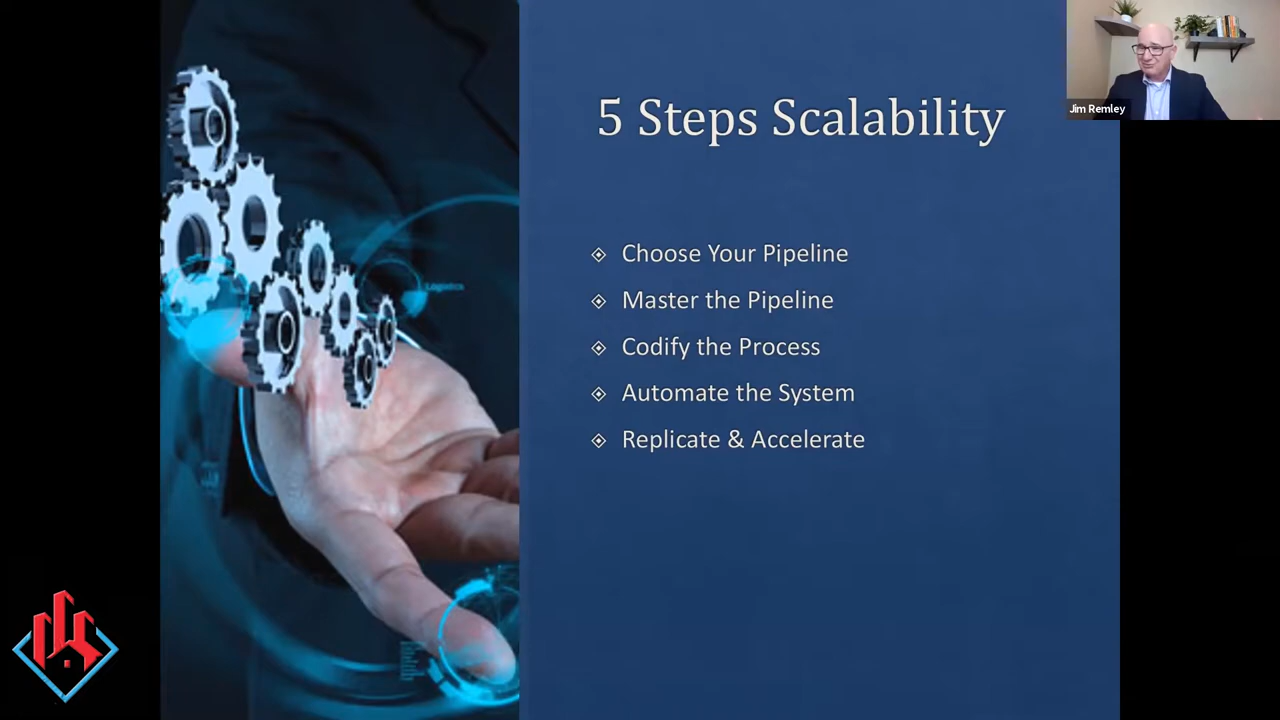 5 Steps Scalability
Choose Your Pipeline
Master the Pipeline
Codify the Process
Automate the System
Replicate & Accelerate
Jim Remley
Logistics